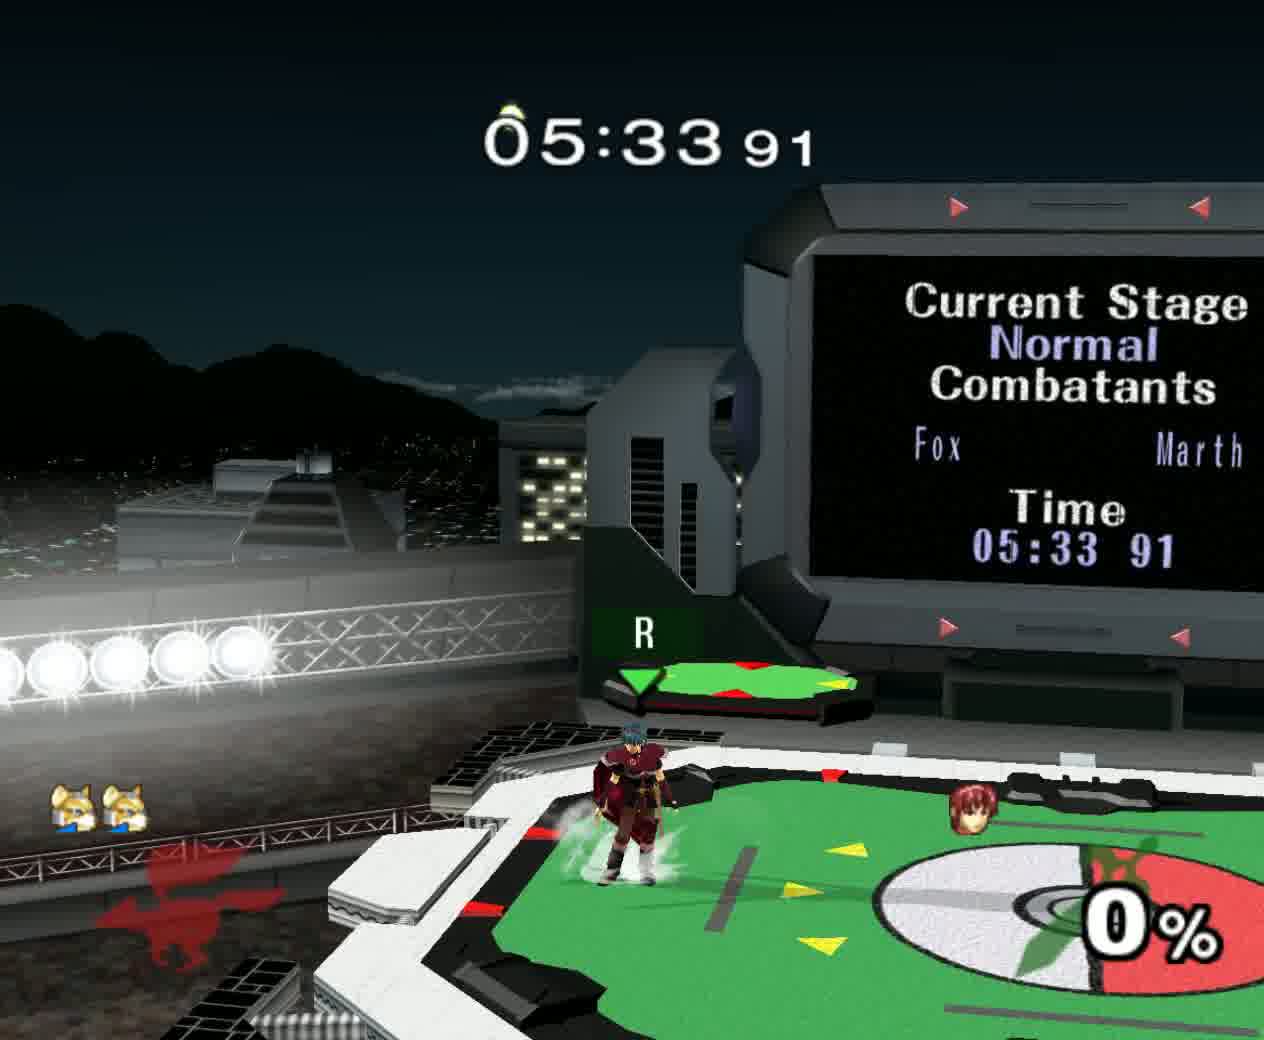 05:33 91
Current Stage
Normal
Combatants
Fox Marth
Time
05:33 91
R
0%